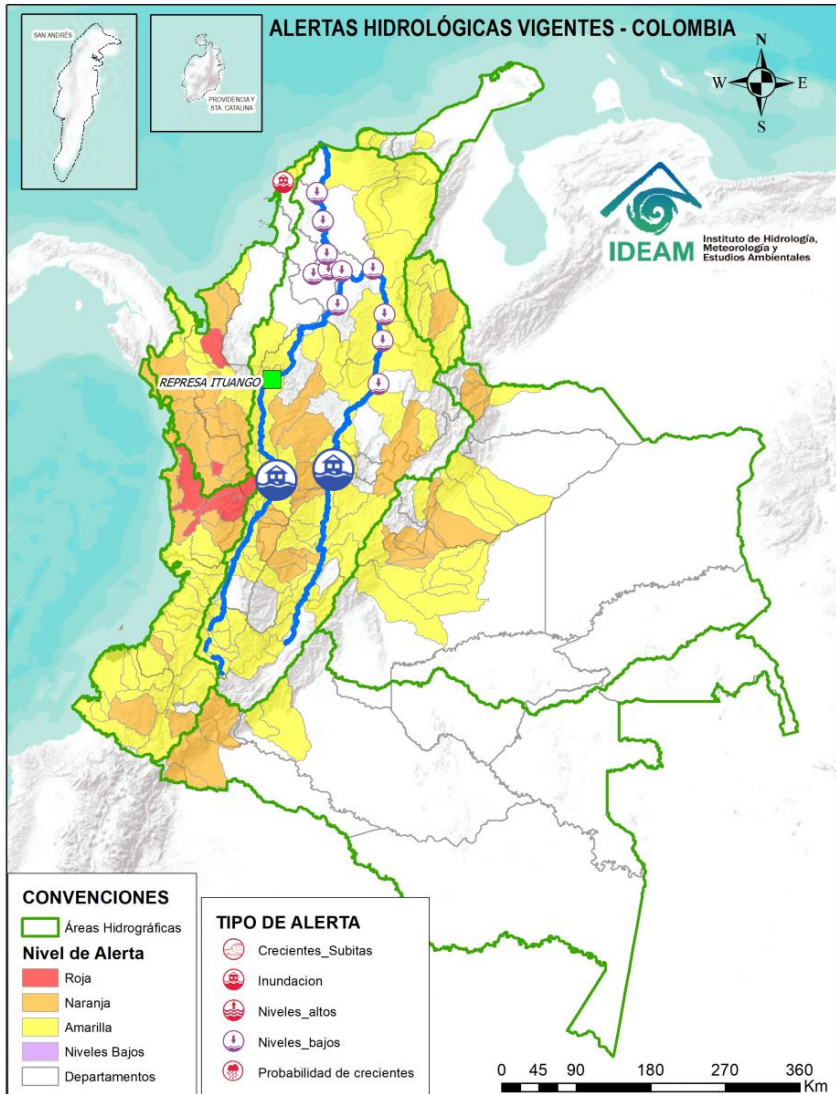 ALERTAS HIDROLÓGICAS VIGENTES - COLOMBIA
SAN ANDRÉS
PROVIDENCIA Y
STA. CATALINA
N
W
E
S
IDEAM
Instituto de Hidrología,
Meteorología y
Estudios Ambientales
REPRESA ITUANGO
CONVENCIONES
Áreas Hidrográficas
Nivel de Alerta
Roja
Naranja
Amarilla
Niveles Bajos
Departamentos
TIPO DE ALERTA
Crecientes_Subitas
Inundacion
Niveles_altos
Niveles_bajos
Probabilidad de crecientes
0 45 90 180 270 360
Km